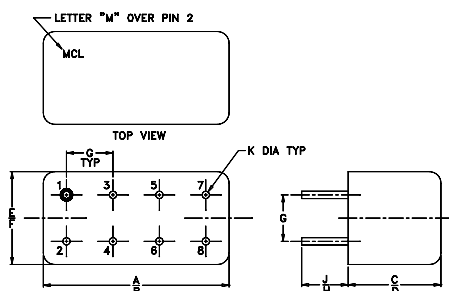 LETTER "M" OVER PIN 2
MCL
TOP VIEW
G
TYP
K DIA TYP
1 3 5 7
E
F
G
2 4 6 8
A
B
J
H
C
D